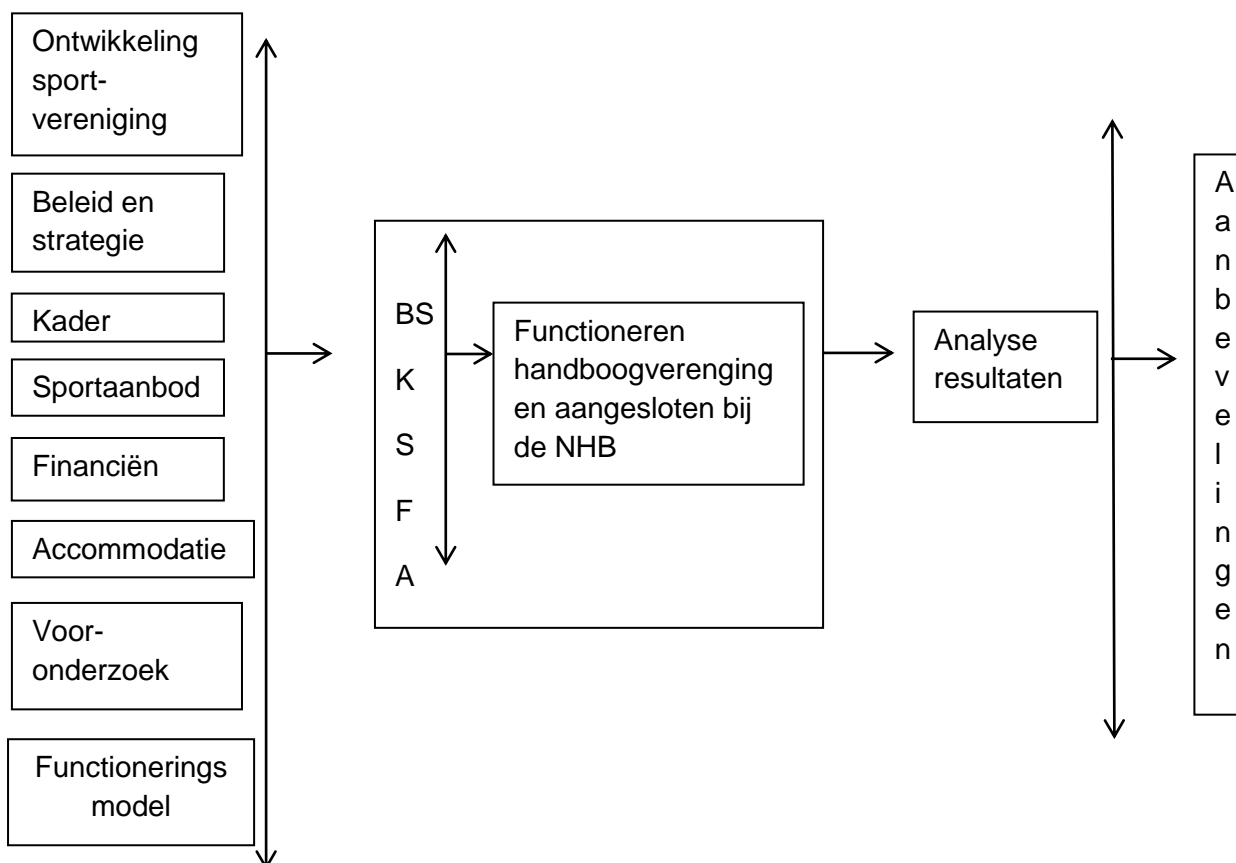 Ontwikkeling
sport-
vereniging
Beleid en
strategie
Kader
Sportaanbod
Financiën
Accommodatie
Voor-
onderzoek
Functionerings
model
BS
K
S
F
A
Functioneren
handboogverenging
en aangesloten bij
de NHB
Analyse
resultaten
A
a
n
b
e
v
e
l
i
n
g
e
n